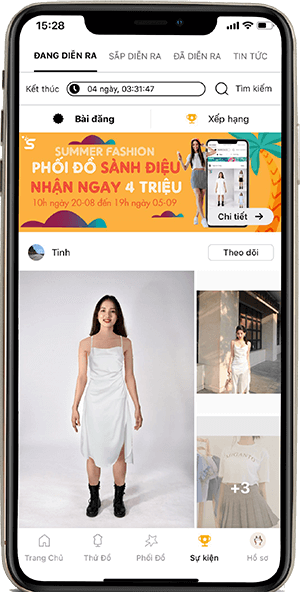 15:28
ĐANG DIỄN RA SẮP DIỄN RA ĐÃ DIỄN RA TIN TỨC
Kết thúc 04 ngày, 03:31:47 Tìm kiếm
Bài đăng Xếp hạng
SUMMER FASHION
PHỐI ĐỒ SÀNH ĐIỆU
NHẬN NGAY 4 TRIỆU
10h ngày 20-08 đến 19h ngày 05-09
Chi tiết
Tinh Theo dõi
+3
Trang Chủ Thử Đồ Phối Đồ Sự kiện Hồ sơ